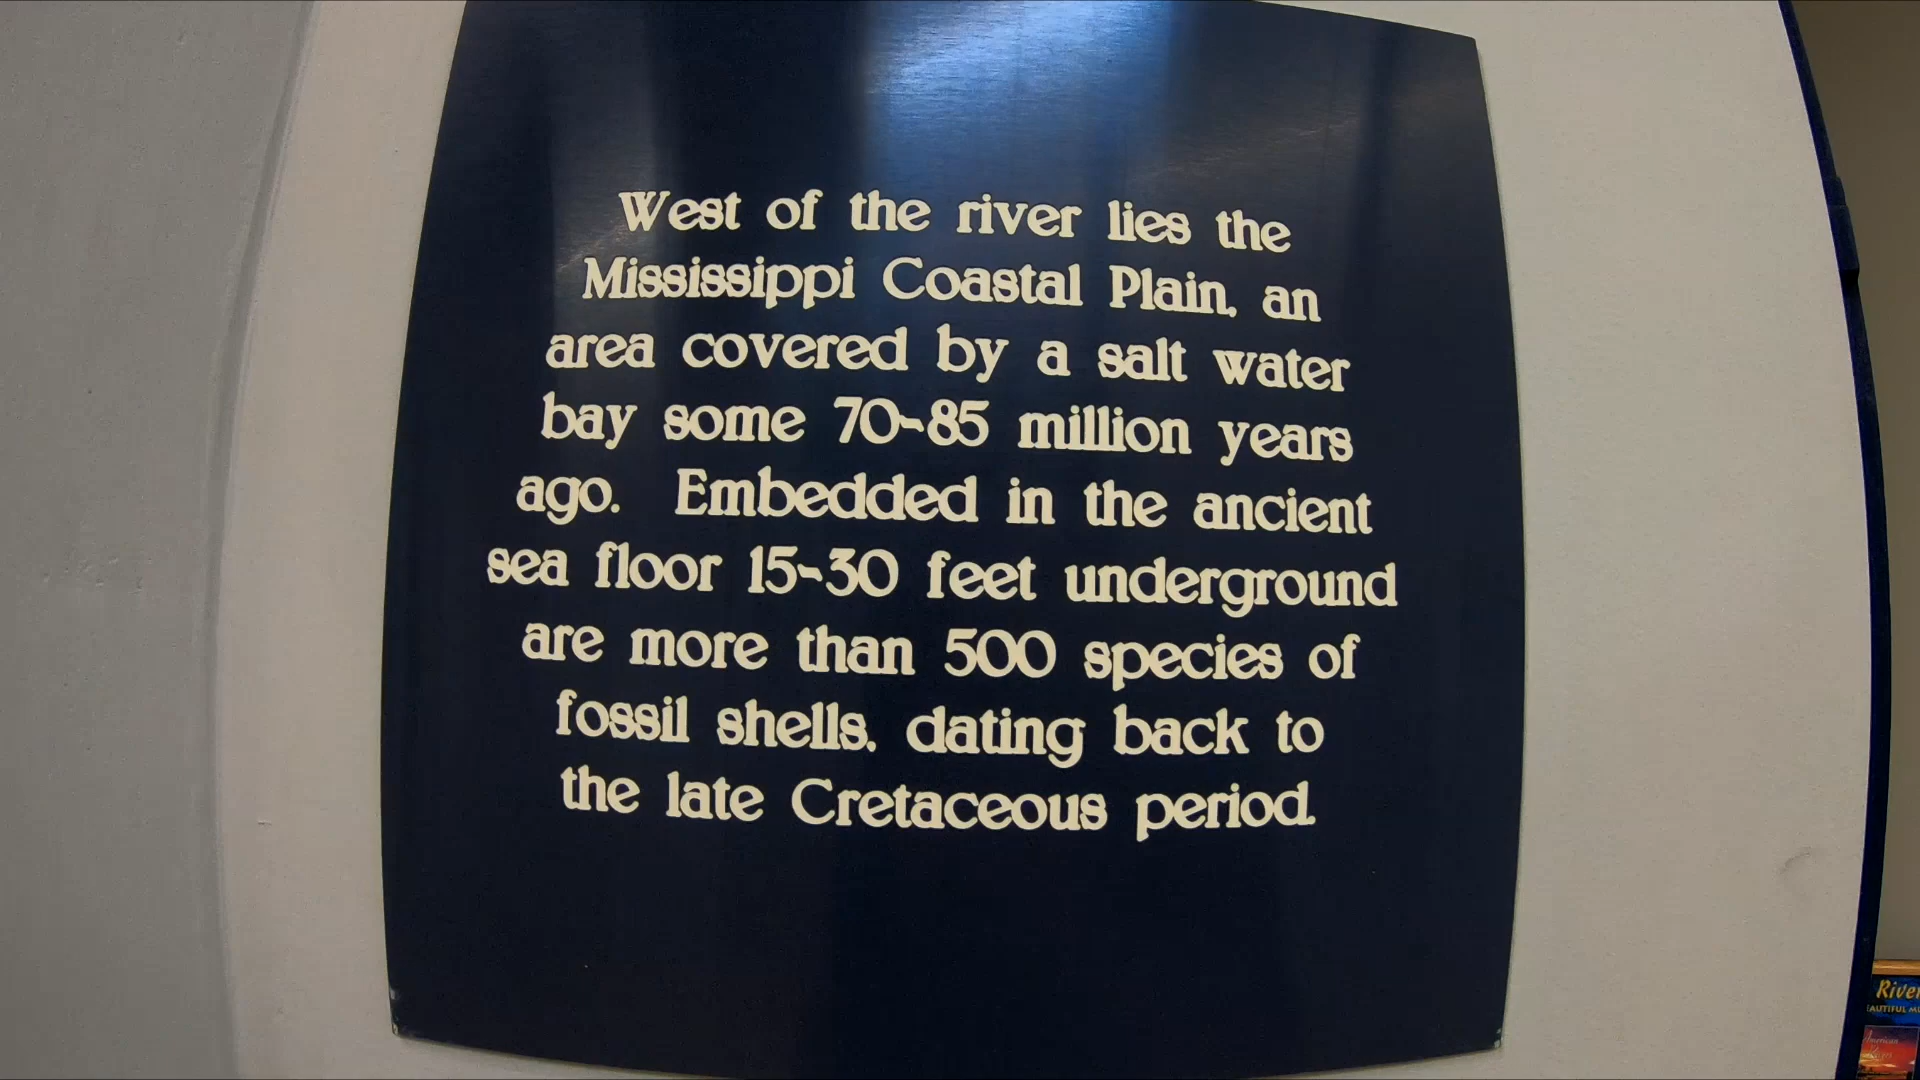 West of the river lies the
Mississippi Coastal Plain, an
area covered by a salt water
bay some 70-85 million years
ago. Embedded in the ancient
sea floor 15-30 feet underground
are more than 500 species of
fossil shells, dating back to
the late Cretaceous period.
American